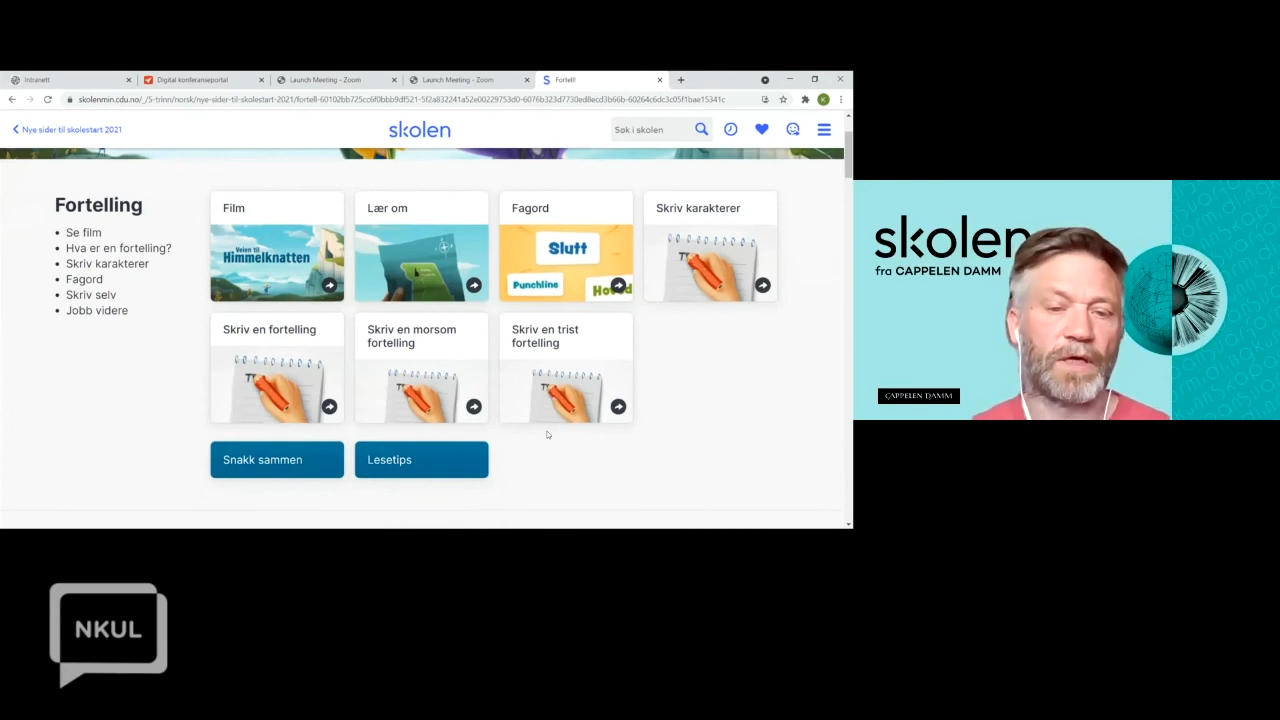 Intranett
Digital konferanseportal
Launch Meeting - Zoom
Launch Meeting - Zoom
Fortell!
Nye sider til skolestart 2021
skolen
Søk i skolen
Fortelling
Se film
Hva er en fortelling?
Skriv karakterer
Fagord
Skriv selv
Jobb videre
Film
Veien til
Himmelknatten
Lær om
Fagord
Slutt
Punchline
Skriv karakterer
Skriv en fortelling
Skriv en morsom
fortelling
Skriv en trist
fortelling
Snakk sammen
Lesetips
skolen
fra CAPPELEN DAMM
CAPPELEN DAMM
NKUL